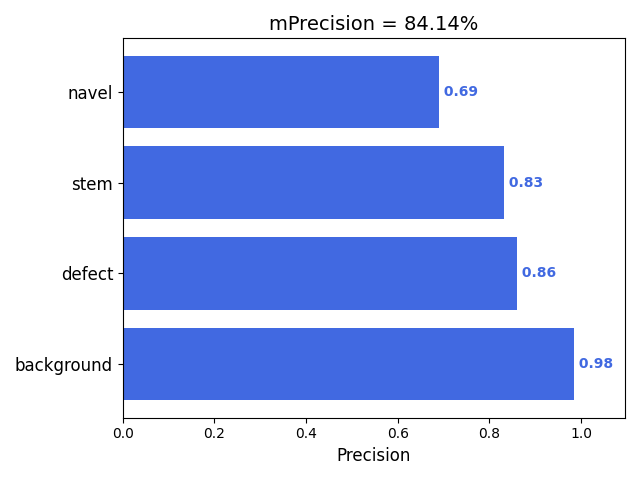 mPrecision = 84.14%
navel 0.69
stem 0.83
defect 0.86
background 0.98
0.0 0.2 0.4 0.6 0.8 1.0
Precision